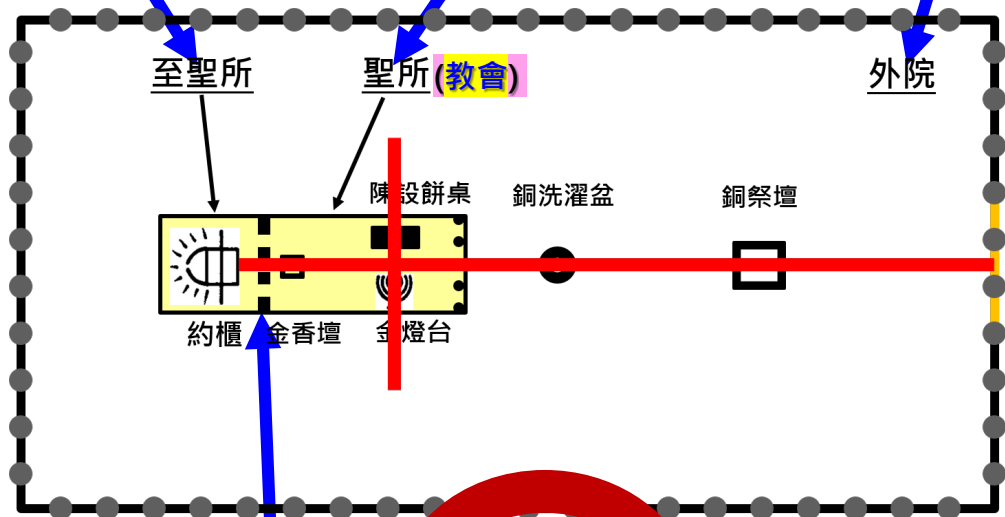 至聖所
聖所(教會)
外院
陳設餅桌
銅洗濯盆
銅祭壇
約櫃
金香壇
金燈台